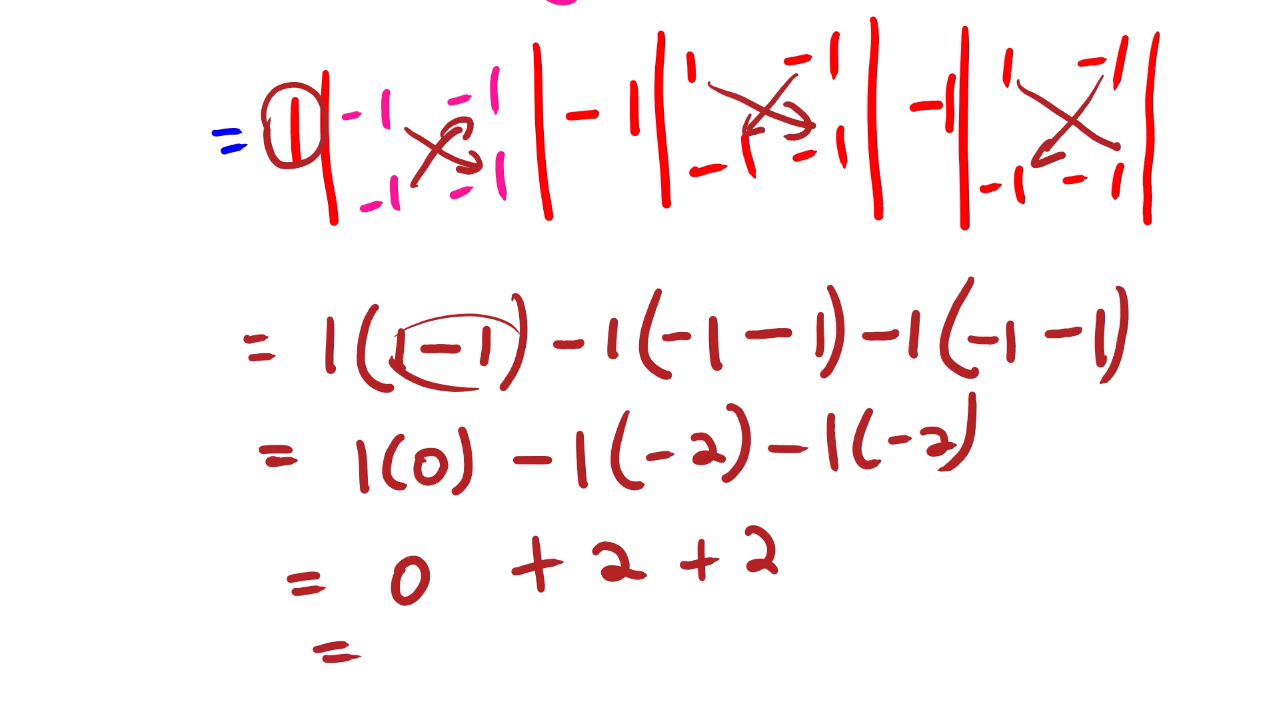 = 1 | -1 -1 | - 1 | 1 -1 | -1 | 1 -1 |
| -1 -1 | | -1 -1 | | -1 -1 |
= 1(1-1) - 1(-1 - 1) - 1(-1 - 1)
= 1(0) - 1(-2) - 1(-2)
= 0 + 2 + 2
=